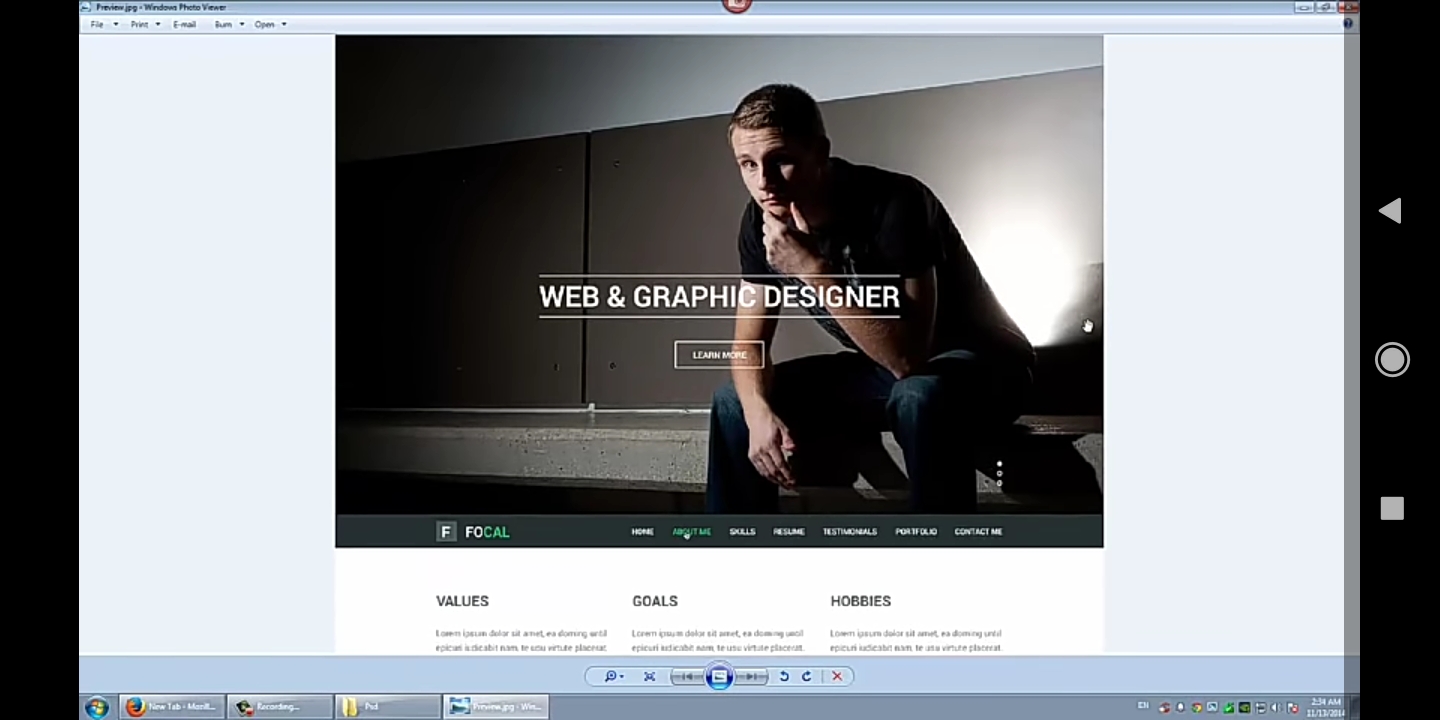 Preview.jpg - Windows Photo Viewer
File Print E-mail Burn Open
WEB & GRAPHIC DESIGNER
LEARN MORE
F FOCAL HOME ABOUT ME SKILLS RESUME TESTIMONIALS PORTFOLIO CONTACT ME
VALUES GOALS HOBBIES
Lorem ipsum dolor sit amet, ea doming until Lorem ipsum dolor sit amet, ea doming until Lorem ipsum dolor sit amet, ea doming until
epicuri iudicabit nam, te usu virtute placerat. epicuri iudicabit nam, te usu virtute placerat. epicuri iudicabit nam, te usu virtute placerat.
New Tab - Mozill... Recording... Psd Preview.jpg - Win... EN 2:34 AM
11/13/2014